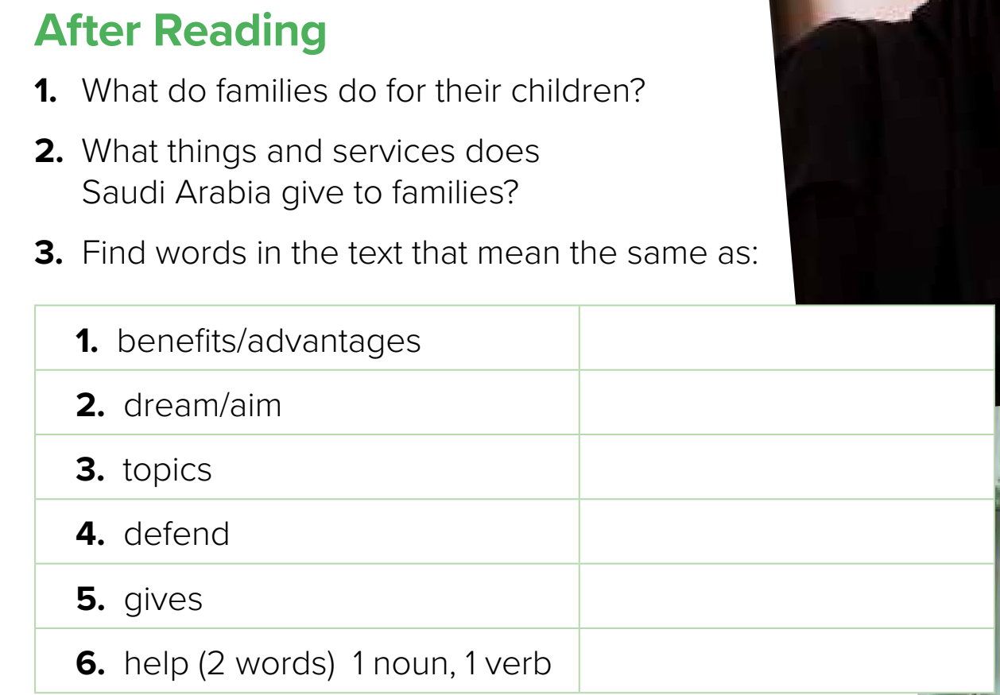 After Reading
1. What do families do for their children?
2. What things and services does
Saudi Arabia give to families?
3. Find words in the text that mean the same as:
1. benefits/advantages
2. dream/aim
3. topics
4. defend
5. gives
6. help (2 words) 1 noun, 1 verb